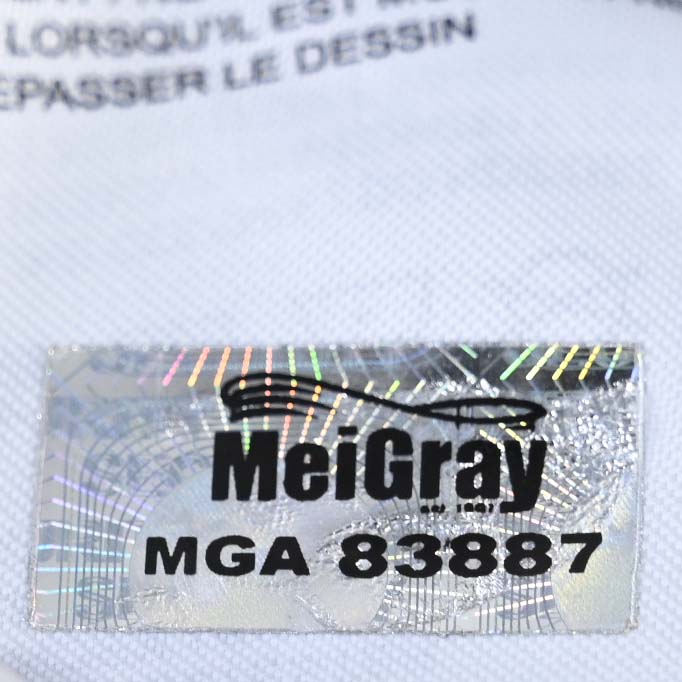 LORSQU'IL EST
EPASSER LE DESSIN
MeiGray
MGA 83887